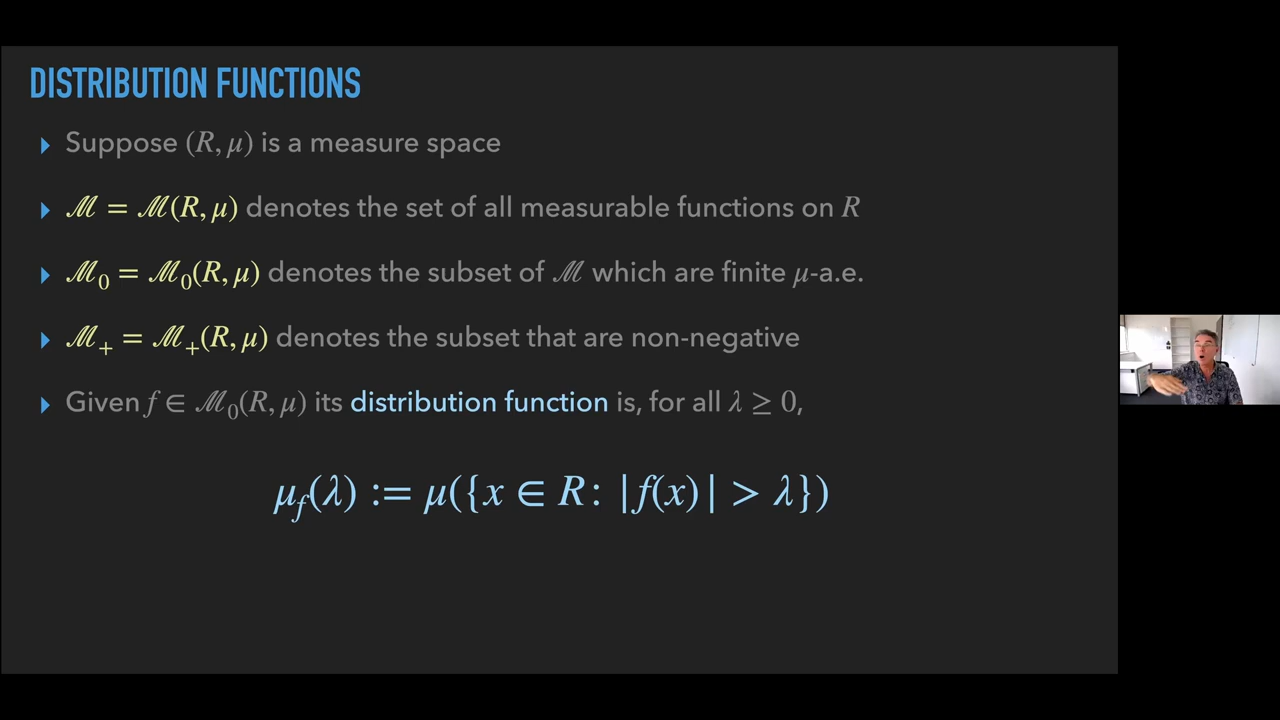 DISTRIBUTION FUNCTIONS
Suppose (R, μ) is a measure space
ℳ = ℳ(R, μ) denotes the set of all measurable functions on R
ℳ₀ = ℳ₀(R, μ) denotes the subset of ℳ which are finite μ-a.e.
ℳ₊ = ℳ₊(R, μ) denotes the subset that are non-negative
Given f ∈ ℳ₀(R, μ) its distribution function is, for all λ ≥ 0,
μ_f(λ) := μ({x ∈ R: |f(x)| > λ})